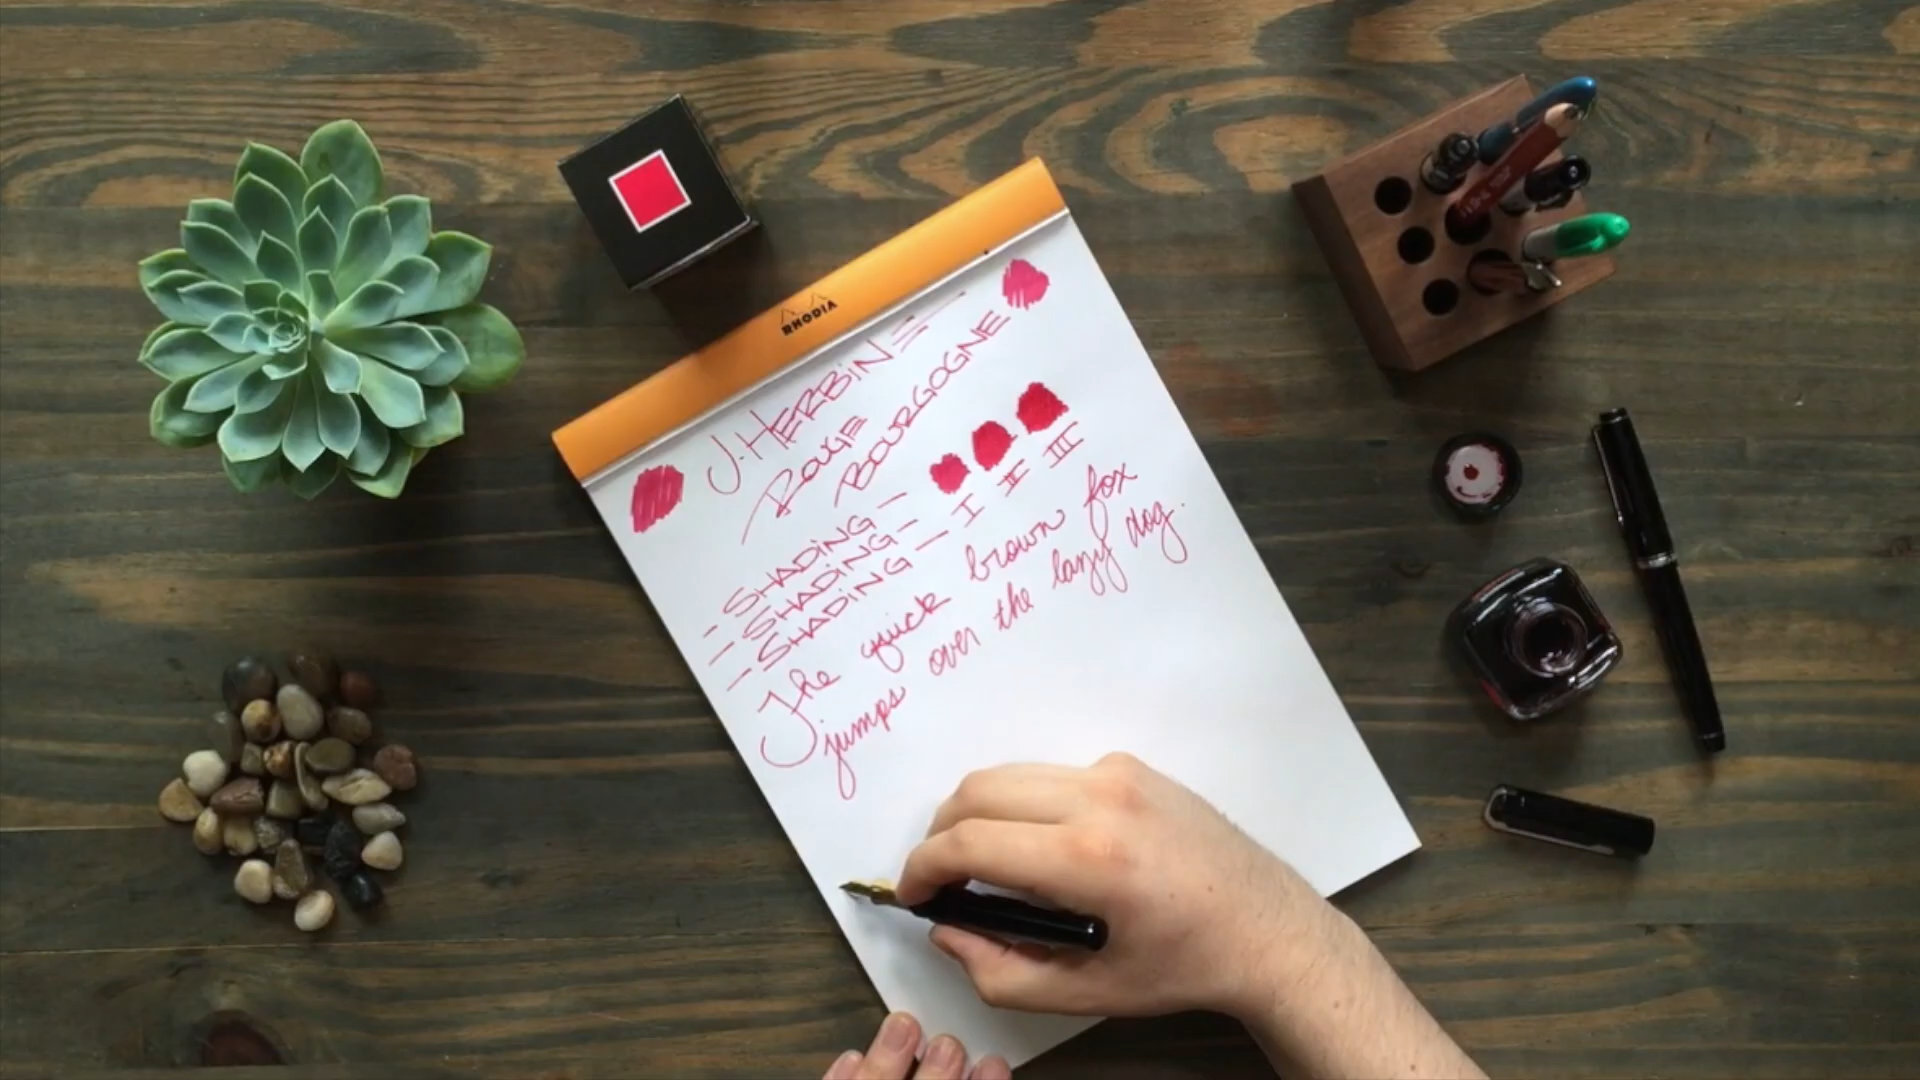 RHODIA
J. HERBIN
ROUGE
BOURGOGNE
- SHADING - I
- SHADING - II
- SHADING - III
The quick brown fox
jumps over the lazy dog.